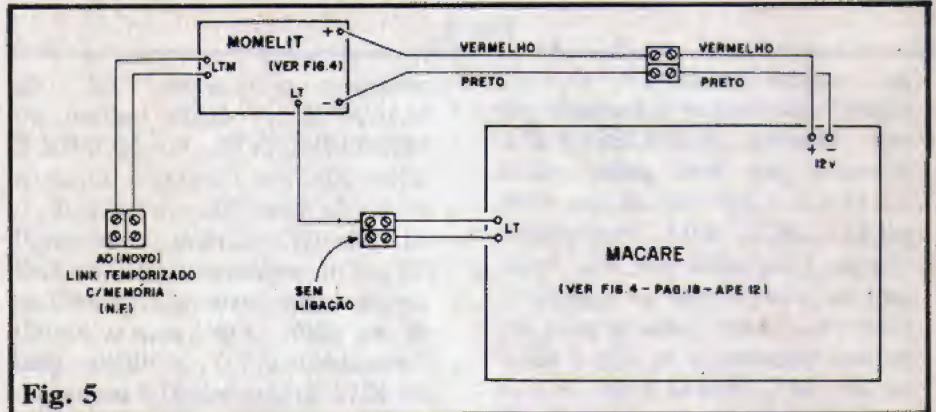 MOMELIT
(VER FIG.4)
+
-
LTM
LT
VERMELHO
PRETO
VERMELHO
PRETO
+ -
12v
AO (NOVO)
LINK TEMPORIZADO
C/MEMÓRIA
(N.F.)
SEM
LIGAÇÃO
LT
MACARE
(VER FIG.4 - PAG.18 - APE 12)
Fig. 5